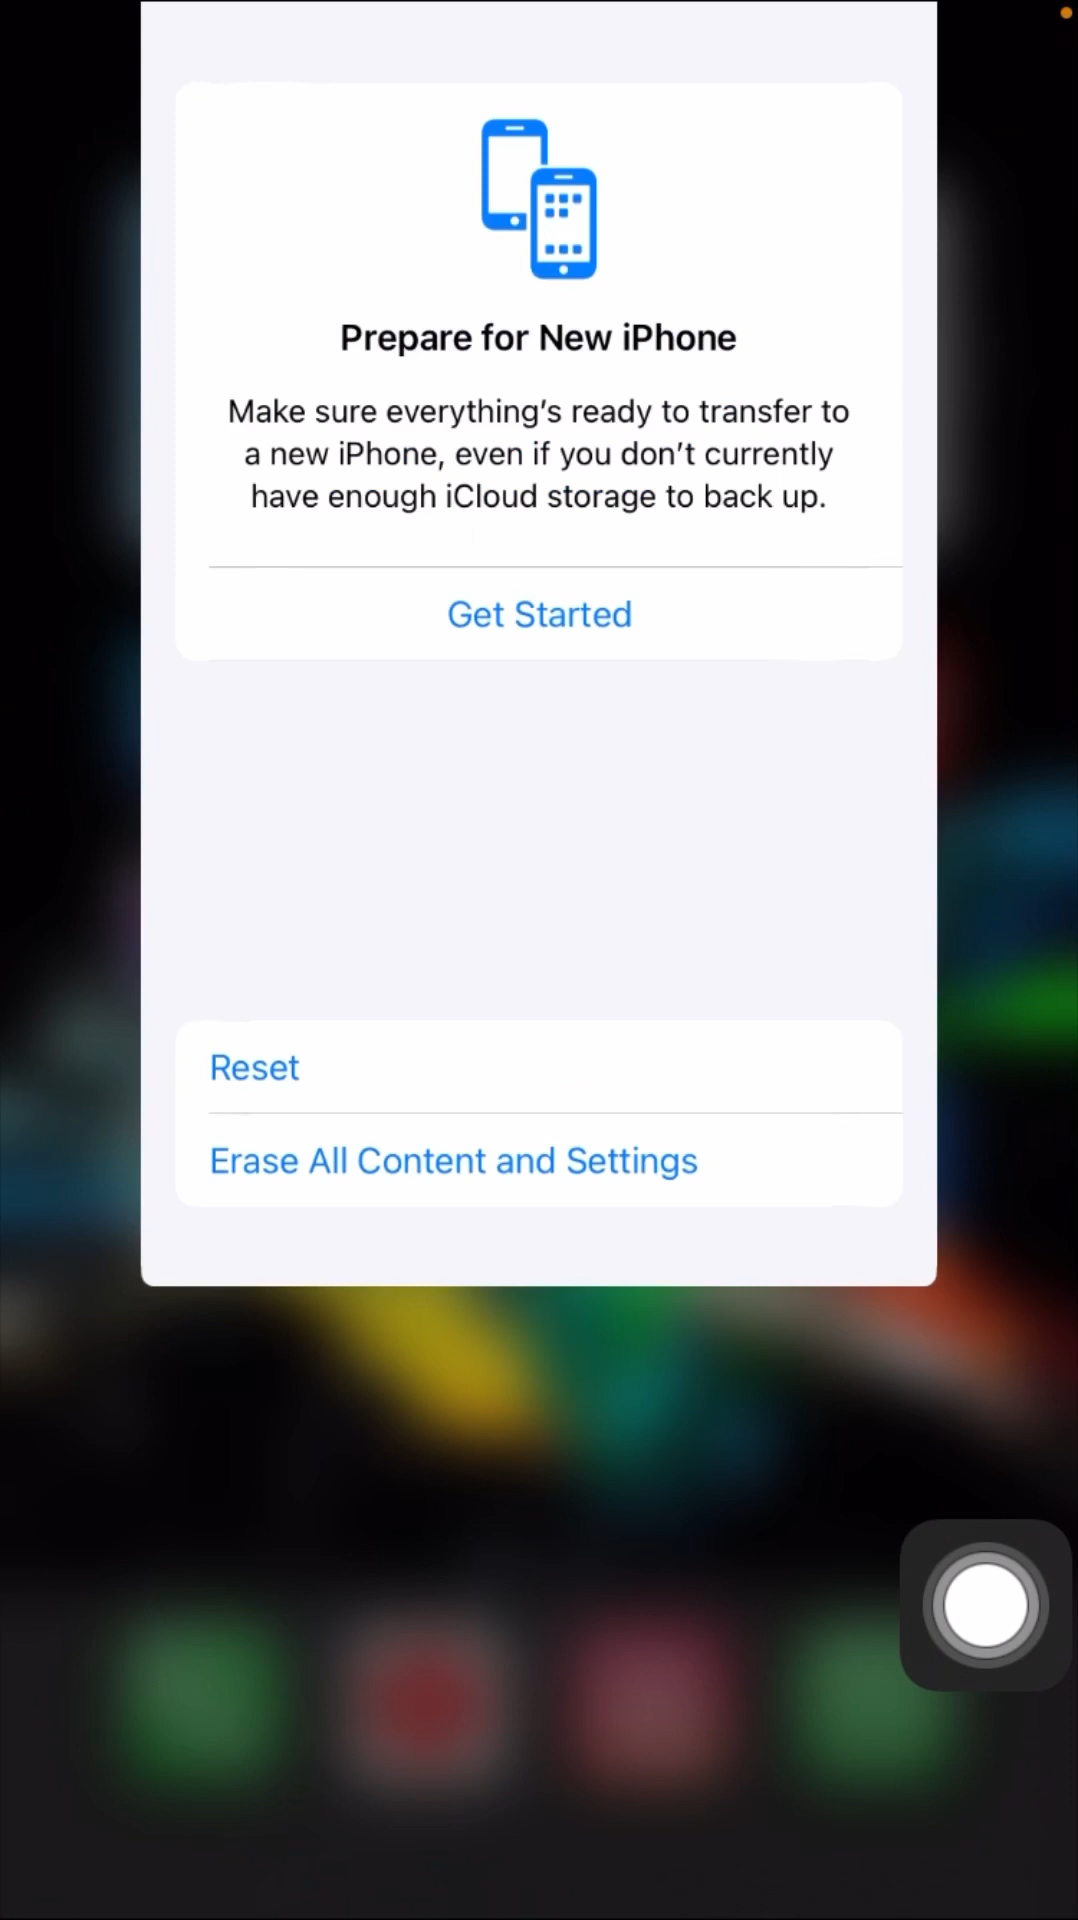 Prepare for New iPhone
Make sure everything’s ready to transfer to
a new iPhone, even if you don’t currently
have enough iCloud storage to back up.
Get Started
Reset
Erase All Content and Settings